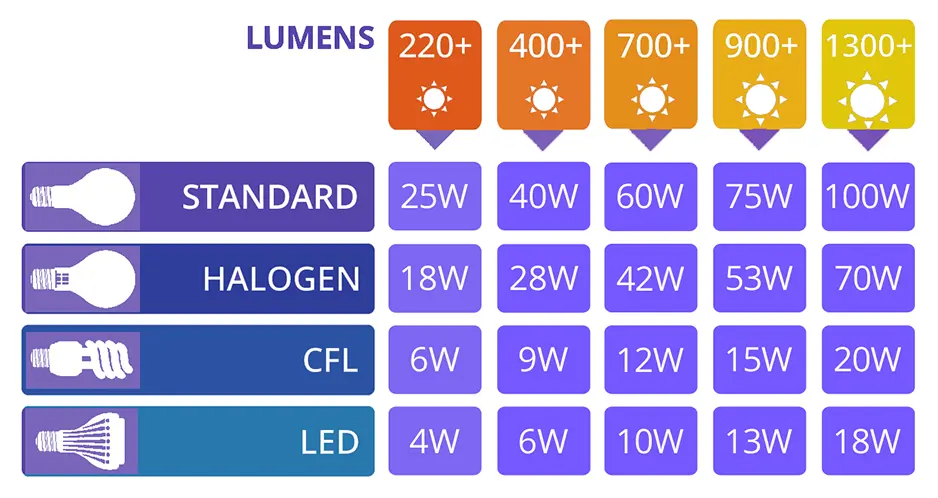 LUMENS 220+ 400+ 700+ 900+ 1300+
STANDARD 25W 40W 60W 75W 100W
HALOGEN 18W 28W 42W 53W 70W
CFL 6W 9W 12W 15W 20W
LED 4W 6W 10W 13W 18W